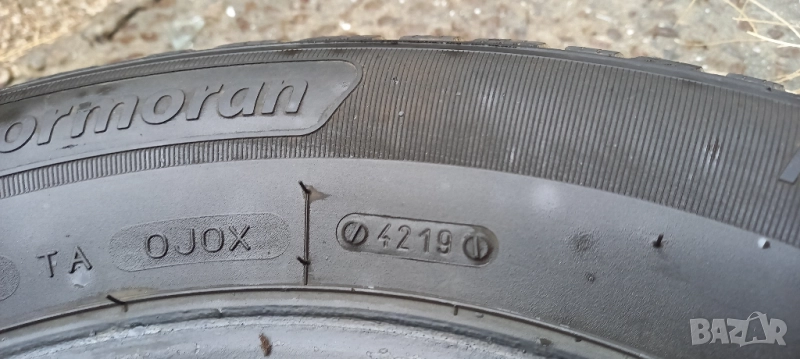 ormoran
TA OJOX 4219
BAZAR